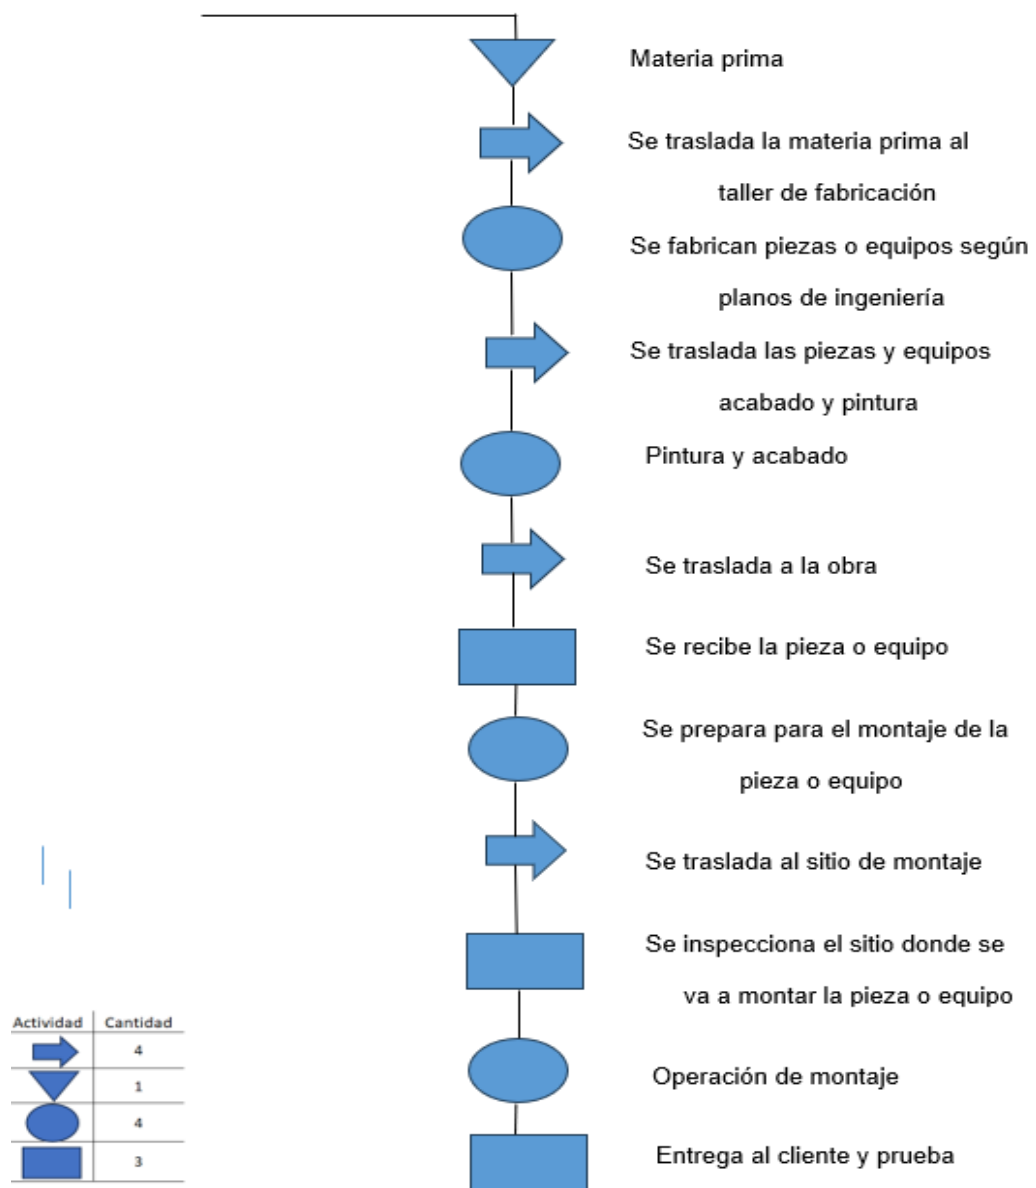 Materia prima
Se traslada la materia prima al
taller de fabricación
Se fabrican piezas o equipos según
planos de ingeniería
Se traslada las piezas y equipos
acabado y pintura
Pintura y acabado
Se traslada a la obra
Se recibe la pieza o equipo
Se prepara para el montaje de la
pieza o equipo
Se traslada al sitio de montaje
Se inspecciona el sitio donde se
va a montar la pieza o equipo
Operación de montaje
Entrega al cliente y prueba
Actividad Cantidad
4
1
4
3